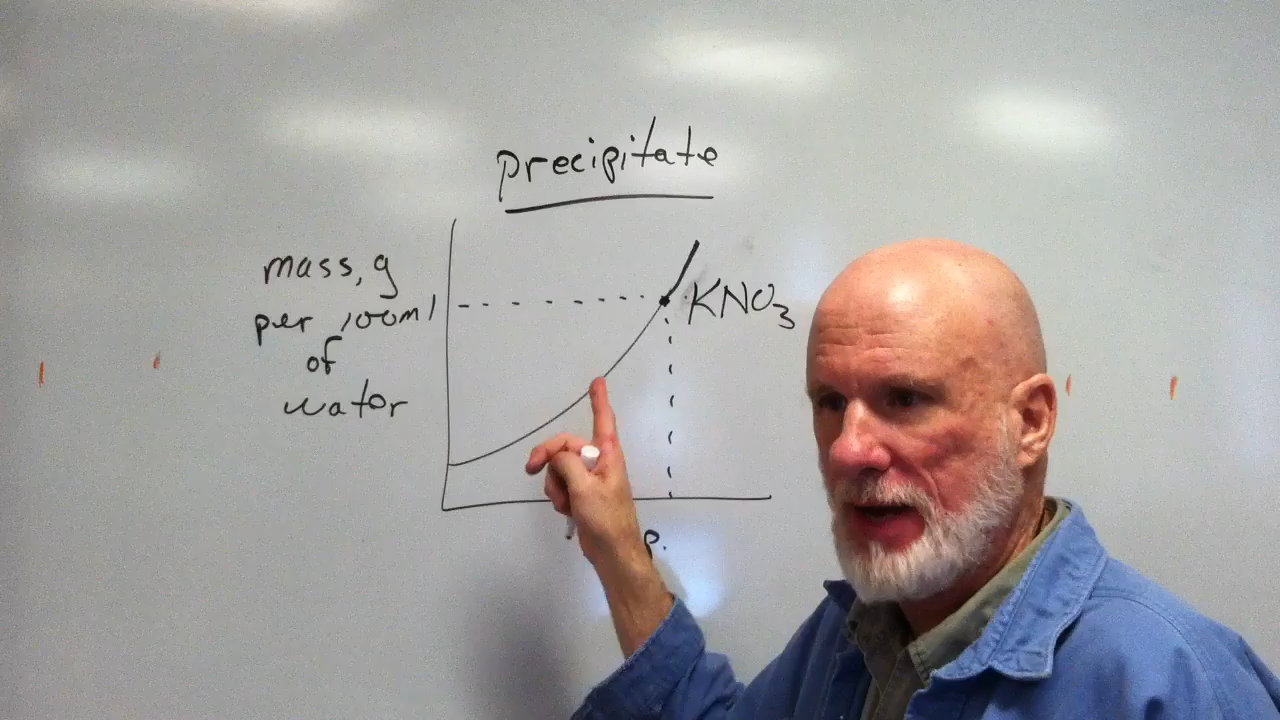 precipitate
mass, g
per 100ml
of
water
KNO₃
p.